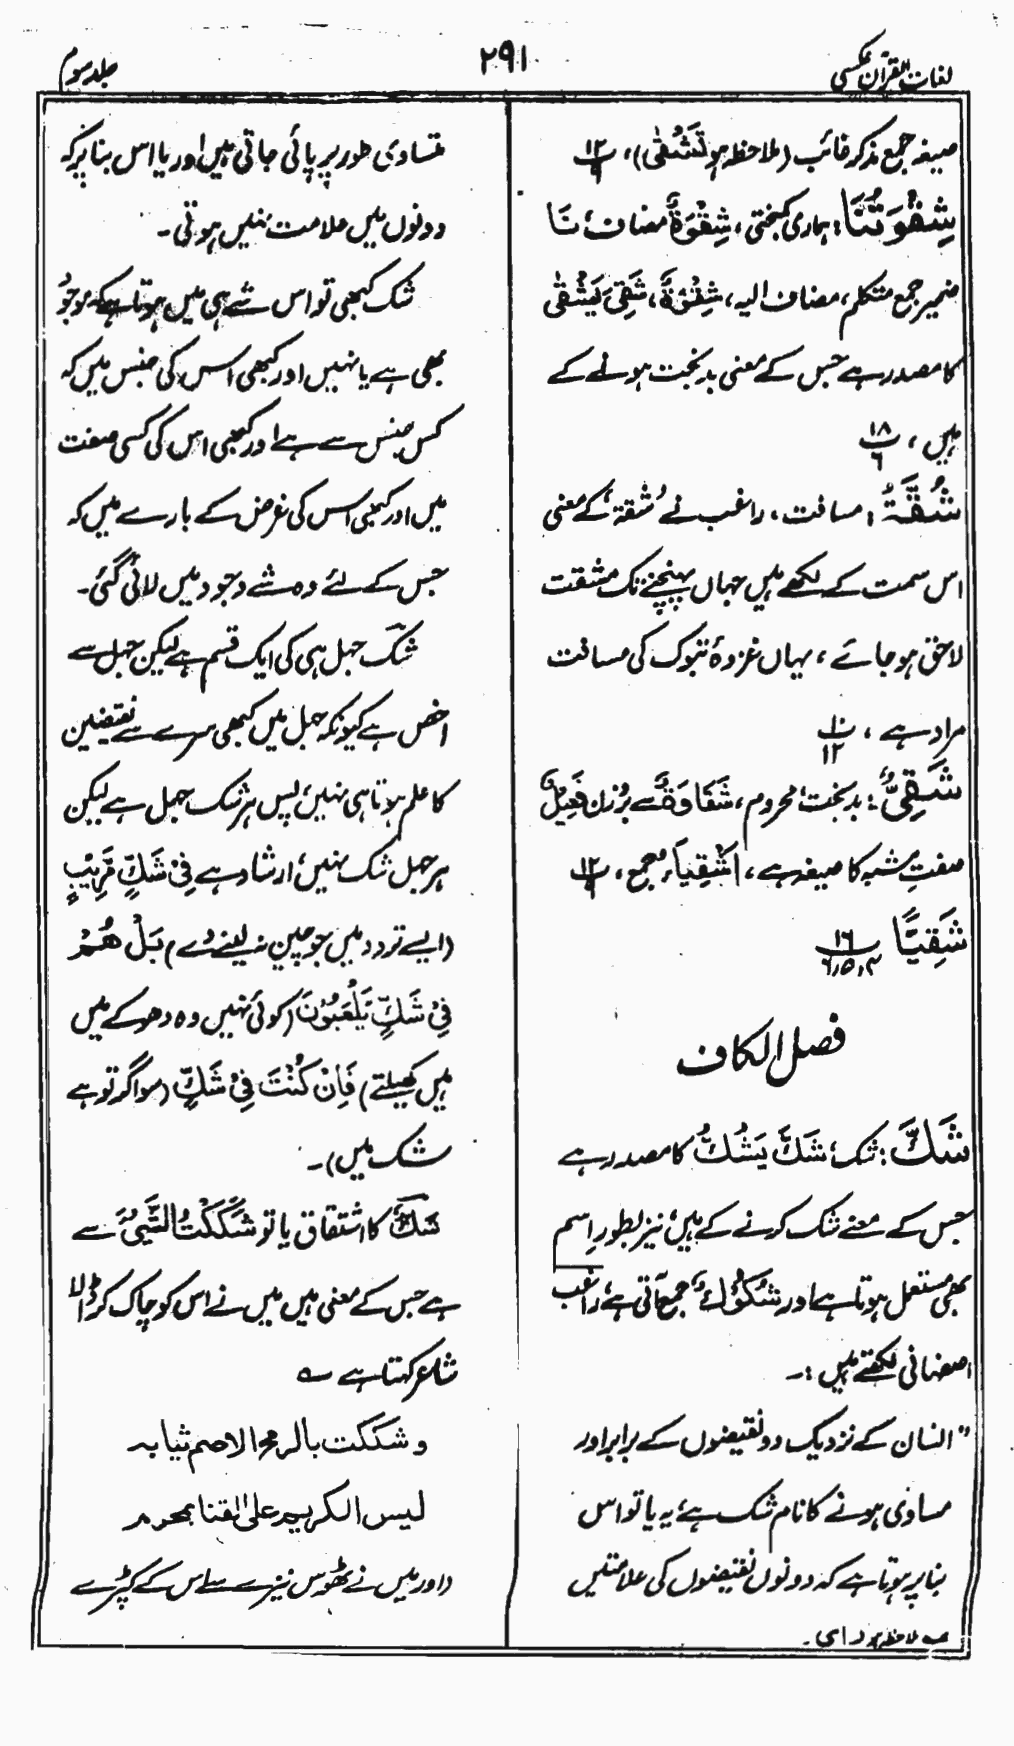 لغات القرآن عکسی
۲۹۱
جلد سوم
صیغہ جمع مذکر غائب (ملاحظہ ہو تَشْقٰی)،
شِقْوَتُنَا: ہماری کمبختی، شِقْوَۃٌ مضاف، نَا
ضمیر جمع متکلم، مضاف الیہ، شِقْوَۃٌ، شَقِیَ یَشْقٰی
کا مصدر ہے جس کے معنی بدبخت ہونے کے
ہیں، ۱۸/۶
شُقَّۃُ: مسافت، راغب نے شُقۃ کے معنی
اس سمت کے لکھے ہیں جہاں پہنچنے تک مشقت
لاحق ہو جائے، یہاں غزوۂ تبوک کی مسافت
مراد ہے، ۱۰/۱۲
شَقِیٌّ: بدبخت، محروم، شَقَاوَۃٌ سے بروزن فَعِیْلٌ
صفتِ مشبہ کا صیغہ ہے، اَشْقِیَاءُ جمع، ۱۲/۹
شَقِیًّا ۱۶/۴،۵،۶
فصل الکاف
شَکَّ: شک، شَکَّ یَشُکُّ کا مصدر ہے
جس کے معنے شک کرنے کے ہیں، نیز بطور اِسم
بھی مستعمل ہوتا ہے اور شُکُوْکٌ جمع آتی ہے، راغب
اصفہانی لکھتے ہیں:۔
"انسان کے نزدیک دو نقیضوں کے برابر اور
مساوی ہونے کا نام شک ہے، یہ یا تو اس
بنا پر ہوتا ہے کہ دونوں نقیضوں کی علامتیں
ملاحظہ ہو
متساوی طور پر پائی جاتی ہیں اور یا اس بنا پر کہ
دونوں میں علامت نہیں ہوتی۔
شک کبھی تو اس شے ہی میں ہوتا ہے کہ موجود
بھی ہے یا نہیں اور کبھی اس کی جنس میں کہ
کس جنس سے ہے اور کبھی اس کی کسی صفت
میں اور کبھی اس کی غرض کے بارے میں کہ
جس کے لئے وہ شے وجود میں لائی گئی۔
شک جہل ہی کی ایک قسم ہے لیکن جہل سے
اخص ہے کیونکہ جہل میں کبھی سرے سے نقیضین
کا علم ہوتا ہی نہیں، پس ہر شک جہل ہے لیکن
ہر جہل شک نہیں، ارشاد ہے فِیْ شَکٍّ مُّرِیْبٍ
(ایسے تردد میں جو چین نہ لینے دے) بَلْ هُمْ
فِیْ شَکٍّ یَّلْعَبُوْنَ (کوئی نہیں وہ دھوکے میں
ہیں کھیلتے) فَاِنْ كُنْتَ فِیْ شَکٍّ (سو اگر تو ہے
شک میں)۔
شَکٌّ کا اشتقاق یا تو شَکَکْتُ الشَّیْءَ سے
ہے جس کے معنی ہیں میں نے اس کو چاک کر ڈالا
شاعر کہتا ہے ؎
وشککت بالرمح الاصم ثیابہ
لیس الکریم علی القنا بمحرم
(اور میں نے ٹھوس نیزے سے اس کے کپڑے